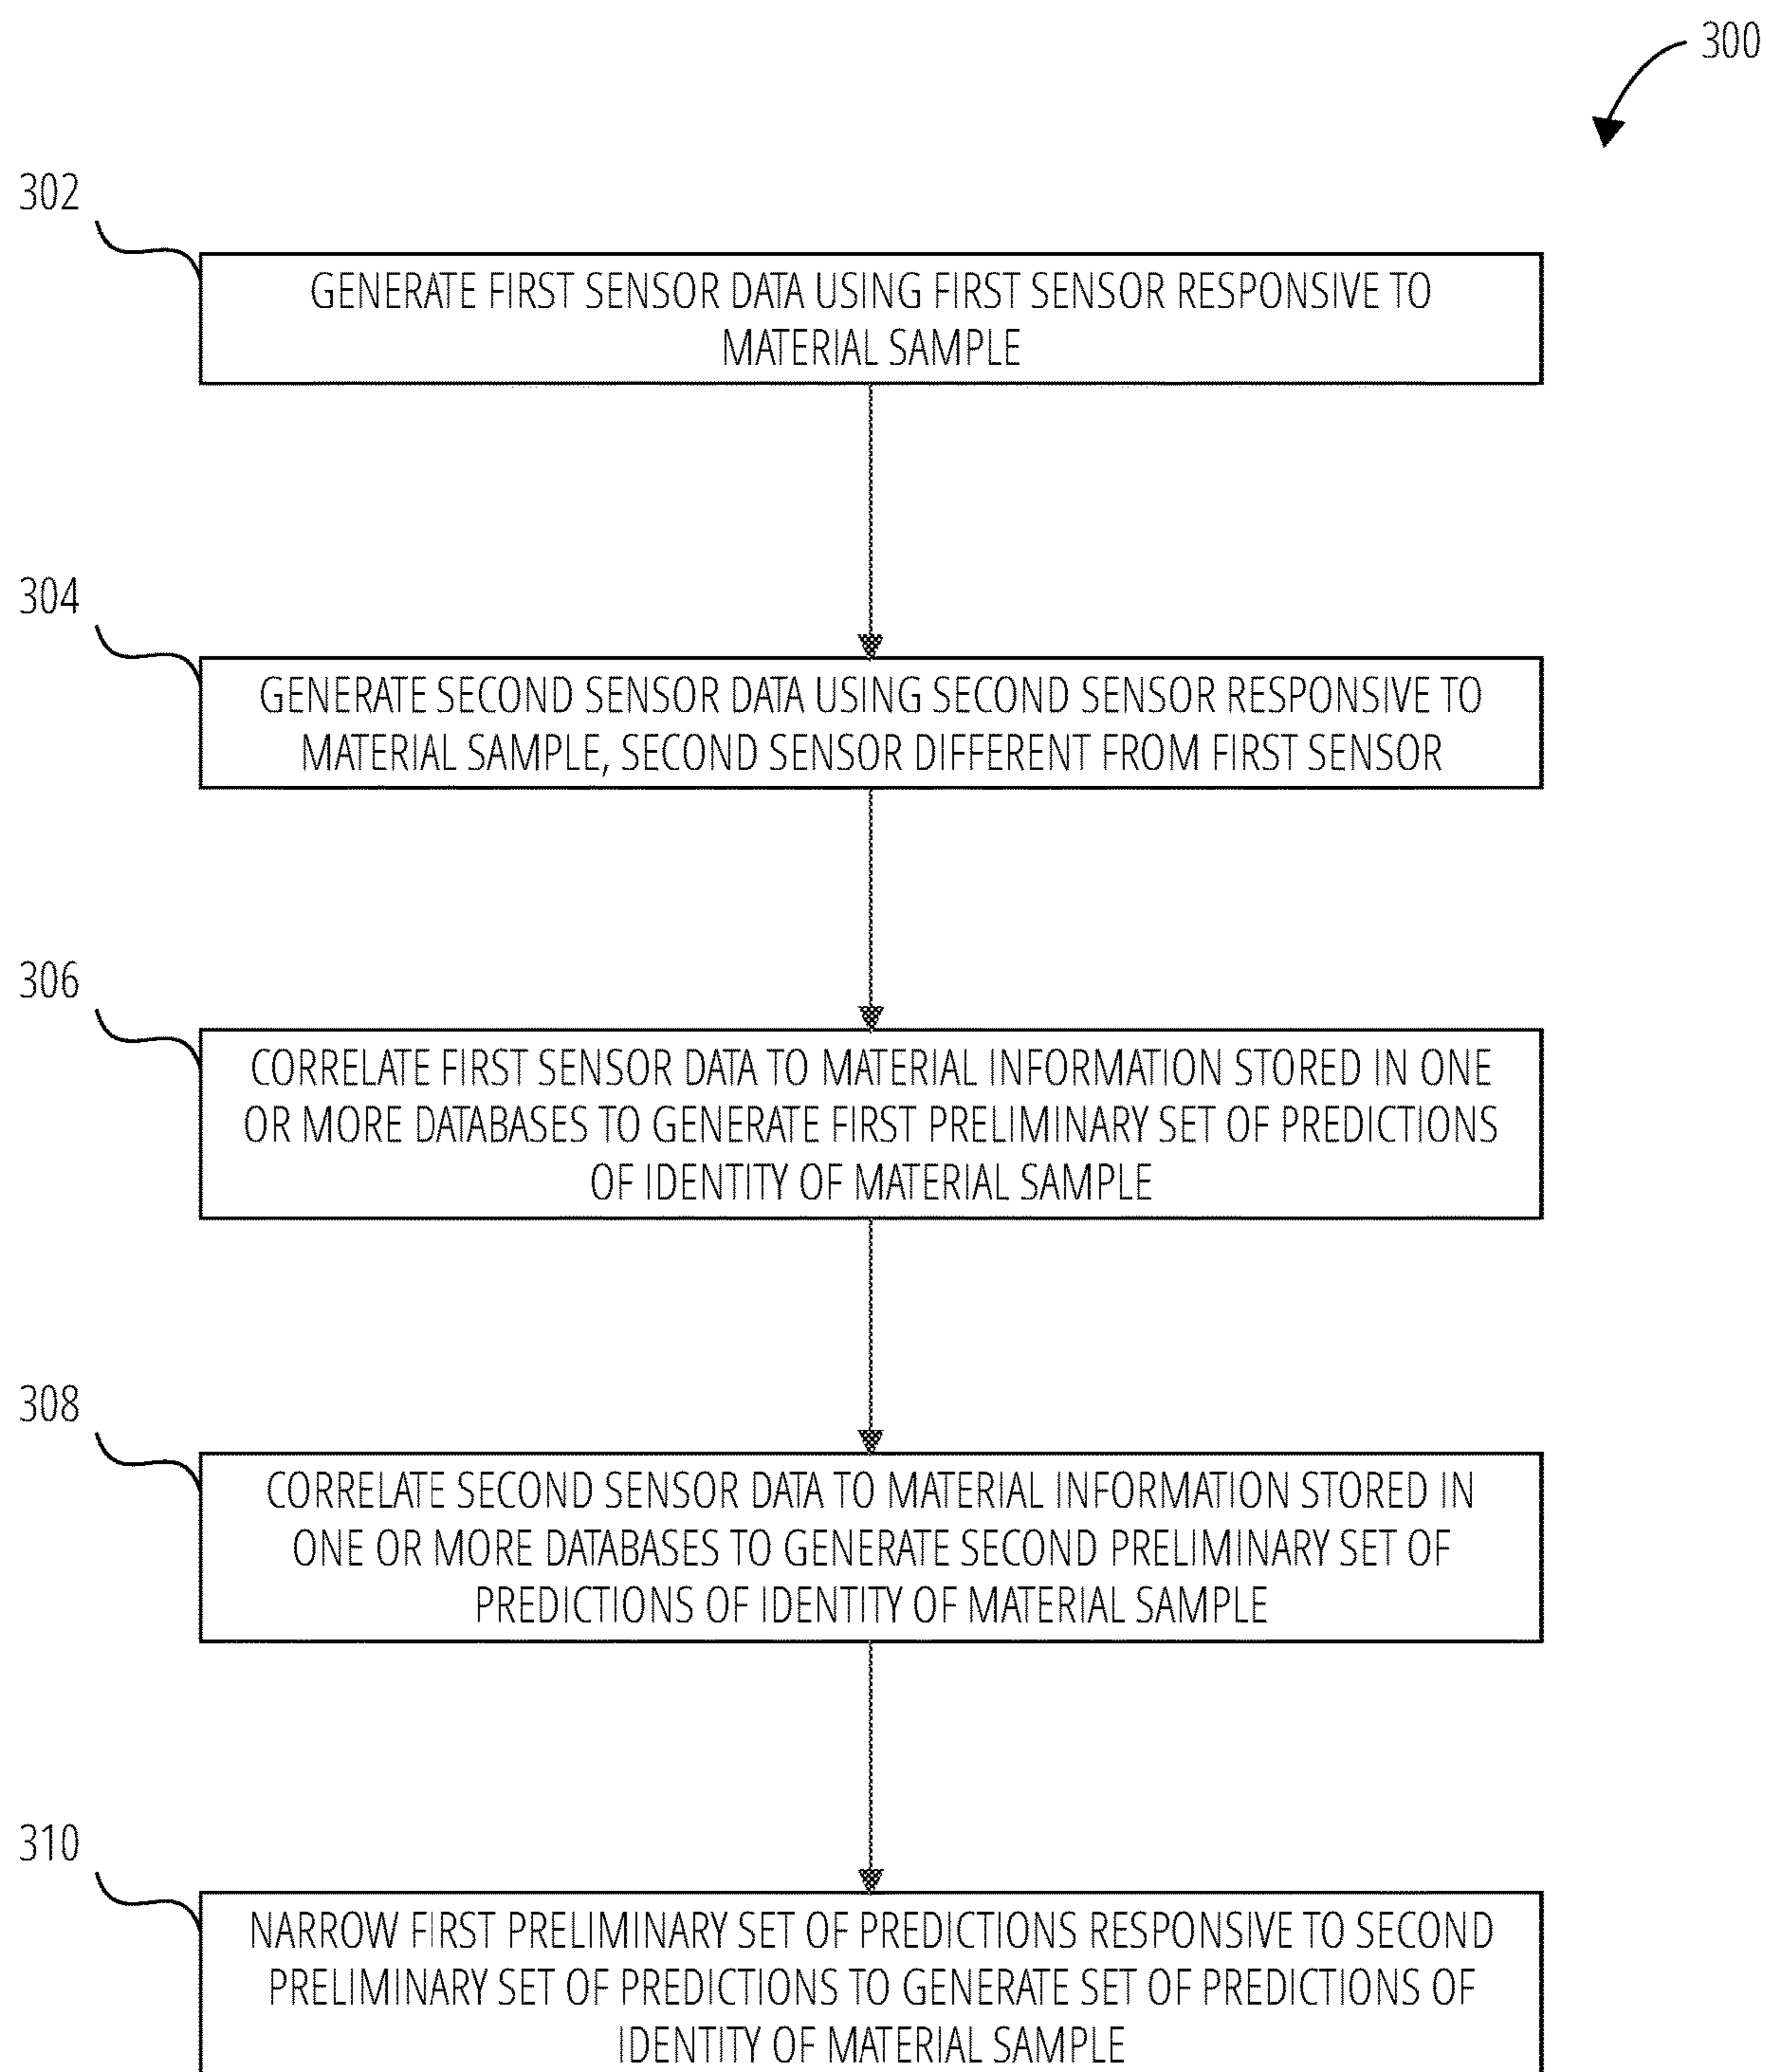 300
302
GENERATE FIRST SENSOR DATA USING FIRST SENSOR RESPONSIVE TO
MATERIAL SAMPLE
304
GENERATE SECOND SENSOR DATA USING SECOND SENSOR RESPONSIVE TO
MATERIAL SAMPLE, SECOND SENSOR DIFFERENT FROM FIRST SENSOR
306
CORRELATE FIRST SENSOR DATA TO MATERIAL INFORMATION STORED IN ONE
OR MORE DATABASES TO GENERATE FIRST PRELIMINARY SET OF PREDICTIONS
OF IDENTITY OF MATERIAL SAMPLE
308
CORRELATE SECOND SENSOR DATA TO MATERIAL INFORMATION STORED IN
ONE OR MORE DATABASES TO GENERATE SECOND PRELIMINARY SET OF
PREDICTIONS OF IDENTITY OF MATERIAL SAMPLE
310
NARROW FIRST PRELIMINARY SET OF PREDICTIONS RESPONSIVE TO SECOND
PRELIMINARY SET OF PREDICTIONS TO GENERATE SET OF PREDICTIONS OF
IDENTITY OF MATERIAL SAMPLE